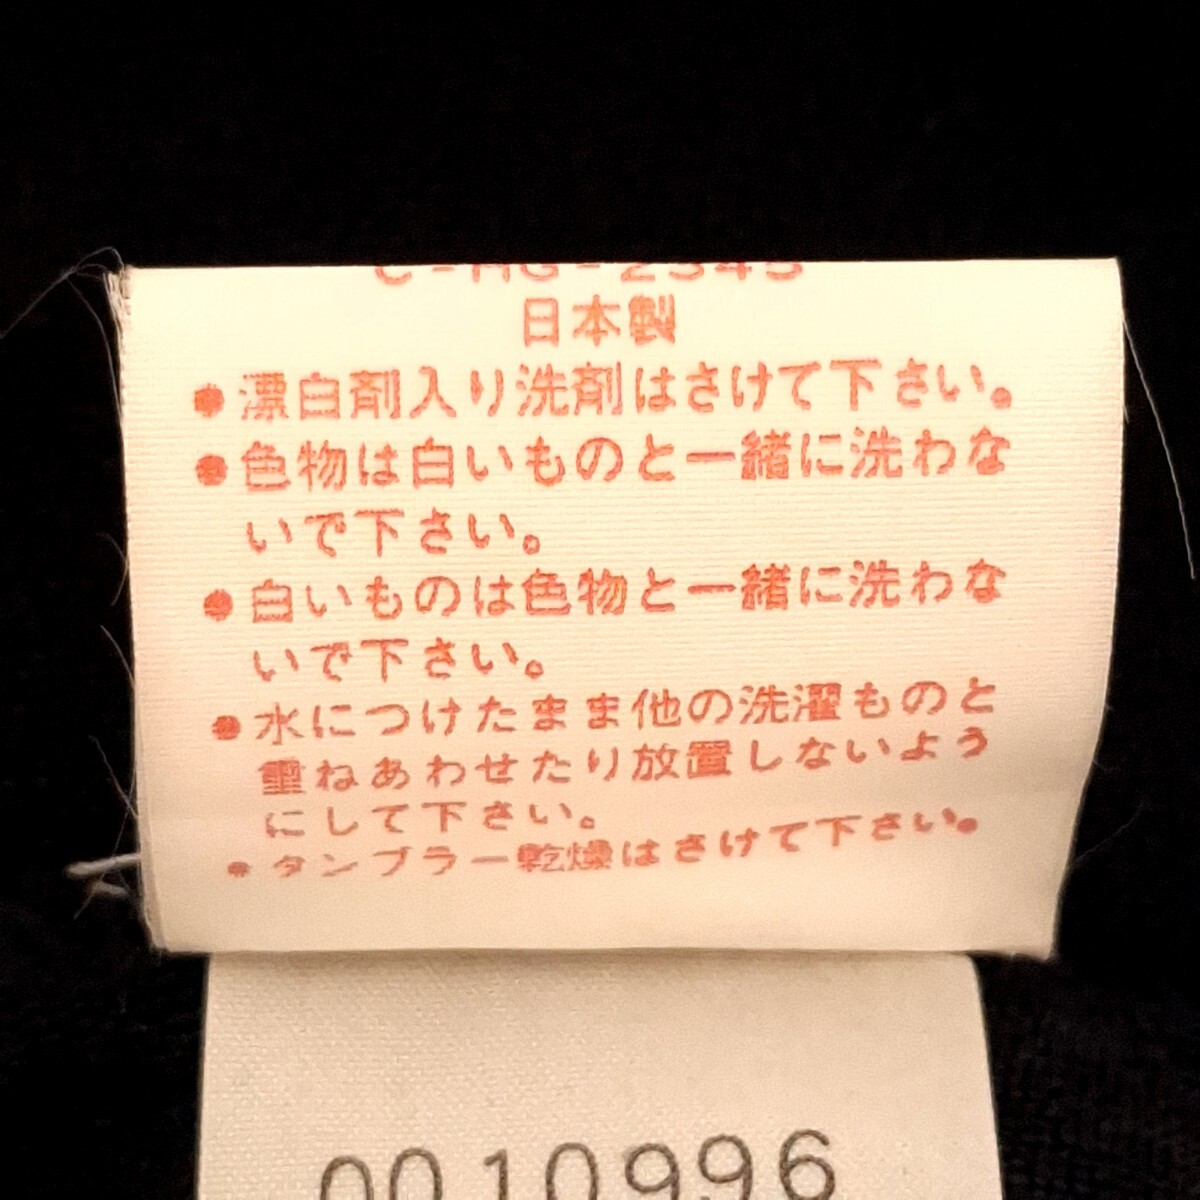 C-HG-2345
日本製
●漂白剤入り洗剤はさけて下さい。
●色物は白いものと一緒に洗わな
いで下さい。
●白いものは色物と一緒に洗わな
いで下さい。
●水につけたまま他の洗濯ものと
重ねあわせたり放置しないよう
にして下さい。
●タンブラー乾燥はさけて下さい。
0010996